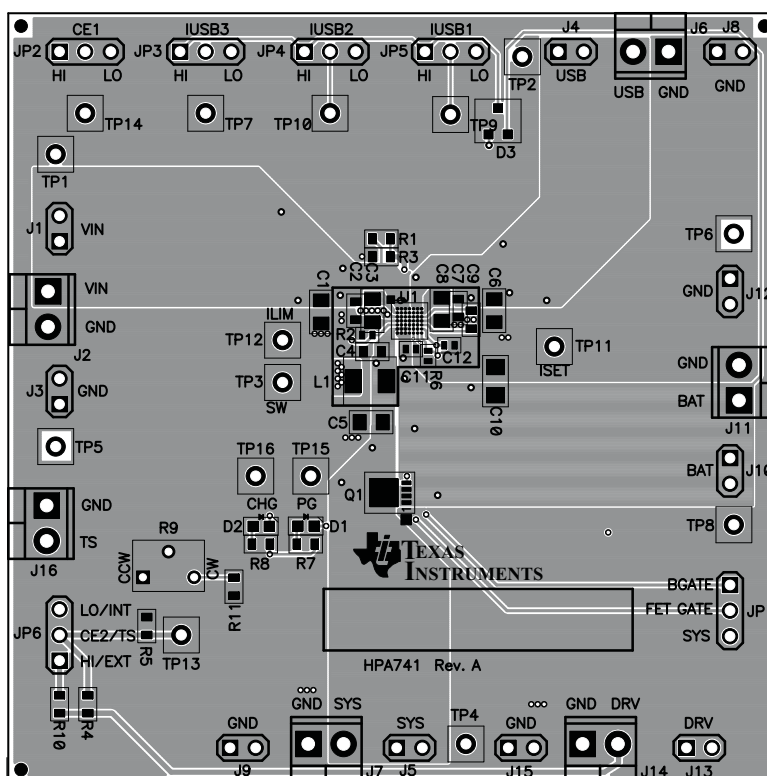 CE1 IUSB3 IUSB2 IUSB1 J4 J6 J8
JP2 JP3 JP4 JP5
HI LO HI LO HI LO HI LO USB
TP2 USB GND GND
TP14 TP7 TP10 TP9
D3
TP1
J1 VIN
R1
R3
TP6
VIN
GND
J2
C1 C2 C3 U1 C8 C7 C9 C6
GND J12
ILIM
TP12
R2
C4
C11 R6 C12
TP11
ISET
J3 GND
TP3
SW
L1
C10
GND
BAT
J11
C5
TP5
TP16 TP15
BAT J10
CHG PG
Q1
GND
TS
J16
D2 D1
R8 R7
TP8
R9
CCW CW
R11
TEXAS
INSTRUMENTS
BGATE
FET GATE
SYS
JP
LO/INT
JP6 CE2/TS
HI/EXT
R5
TP13
HPA741 Rev. A
R10 R4
GND GND SYS SYS TP4 GND GND DRV DRV
J9 J7 J5 J15 J14 J13